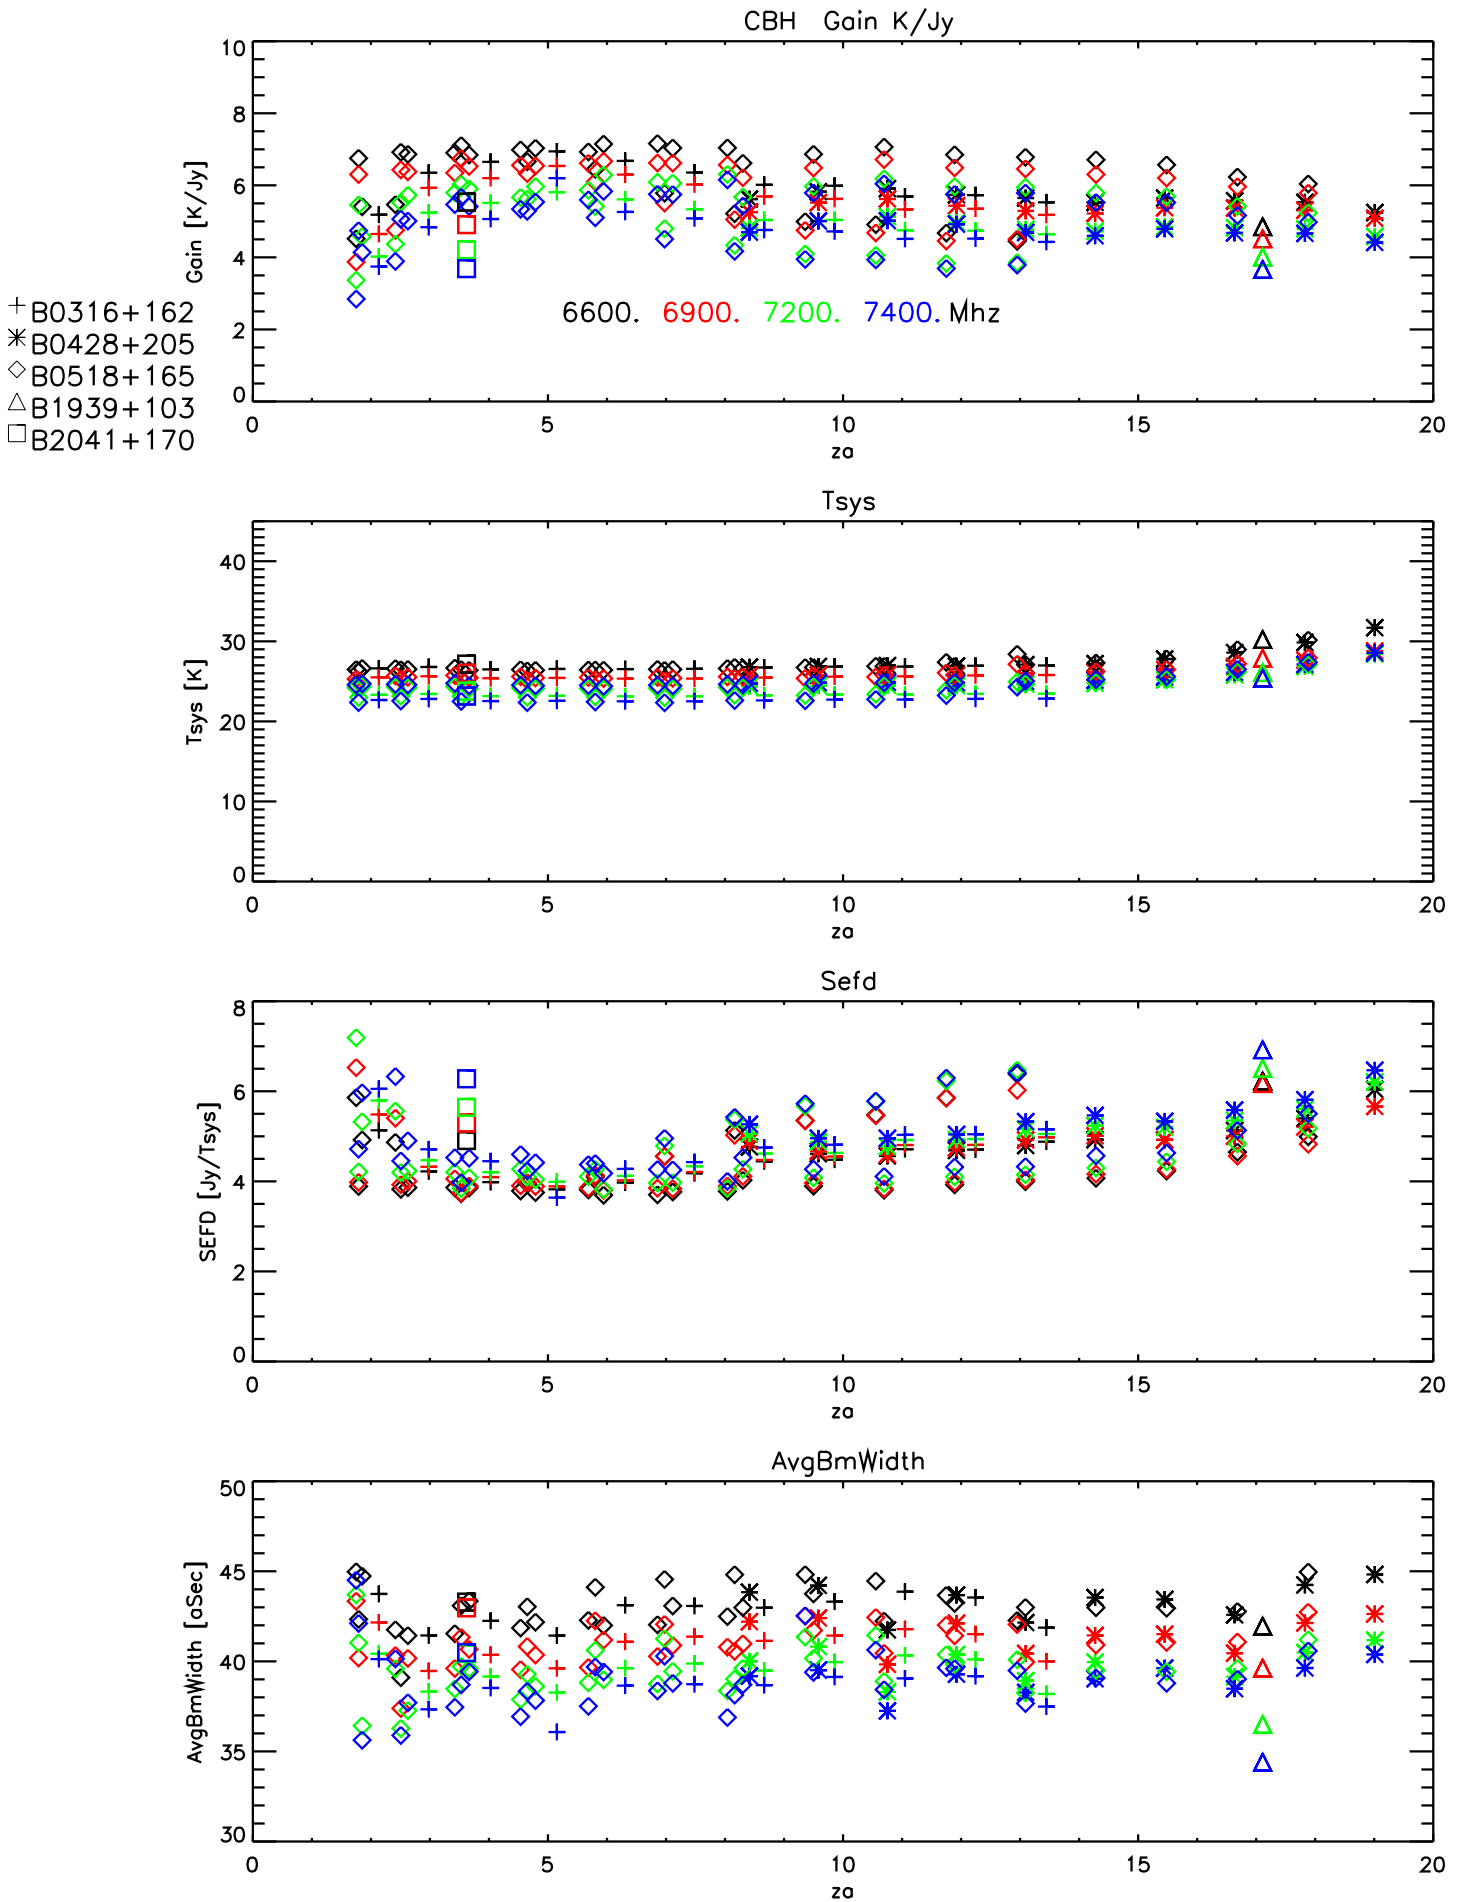 CBH Gain K/Jy
10
8
6
4
2
0
Gain [K/Jy]
6600. 6900. 7200. 7400. Mhz
+ B0316+162
B0428+205
B0518+165
B1939+103
B2041+170
0 5 10 15 20
za
Tsys
40
30
20
10
0
Tsys [K]
0 5 10 15 20
za
Sefd
8
6
4
2
0
SEFD [Jy/Tsys]
0 5 10 15 20
za
AvgBmWidth
50
45
40
35
30
AvgBmWidth [aSec]
0 5 10 15 20
za